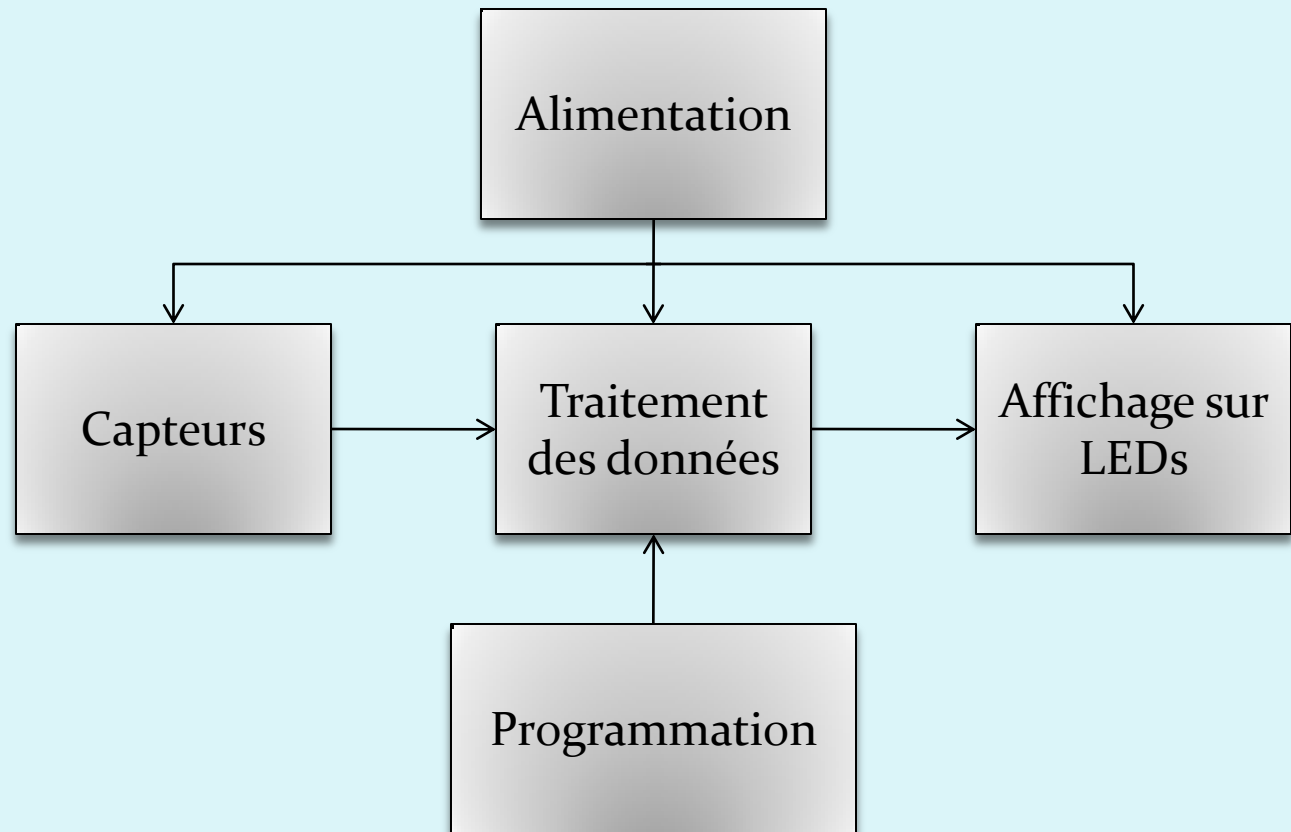 Alimentation
Capteurs
Traitement
des données
Affichage sur
LEDs
Programmation